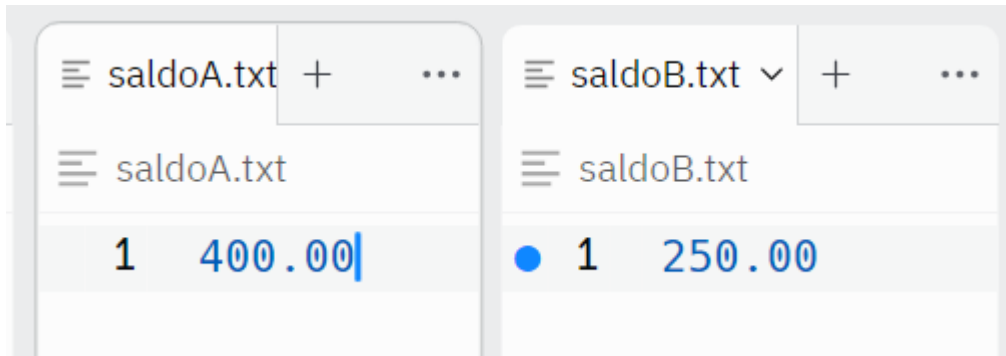 saldoA.txt + ...
saldoA.txt
1 400.00
saldoB.txt + ...
saldoB.txt
1 250.00